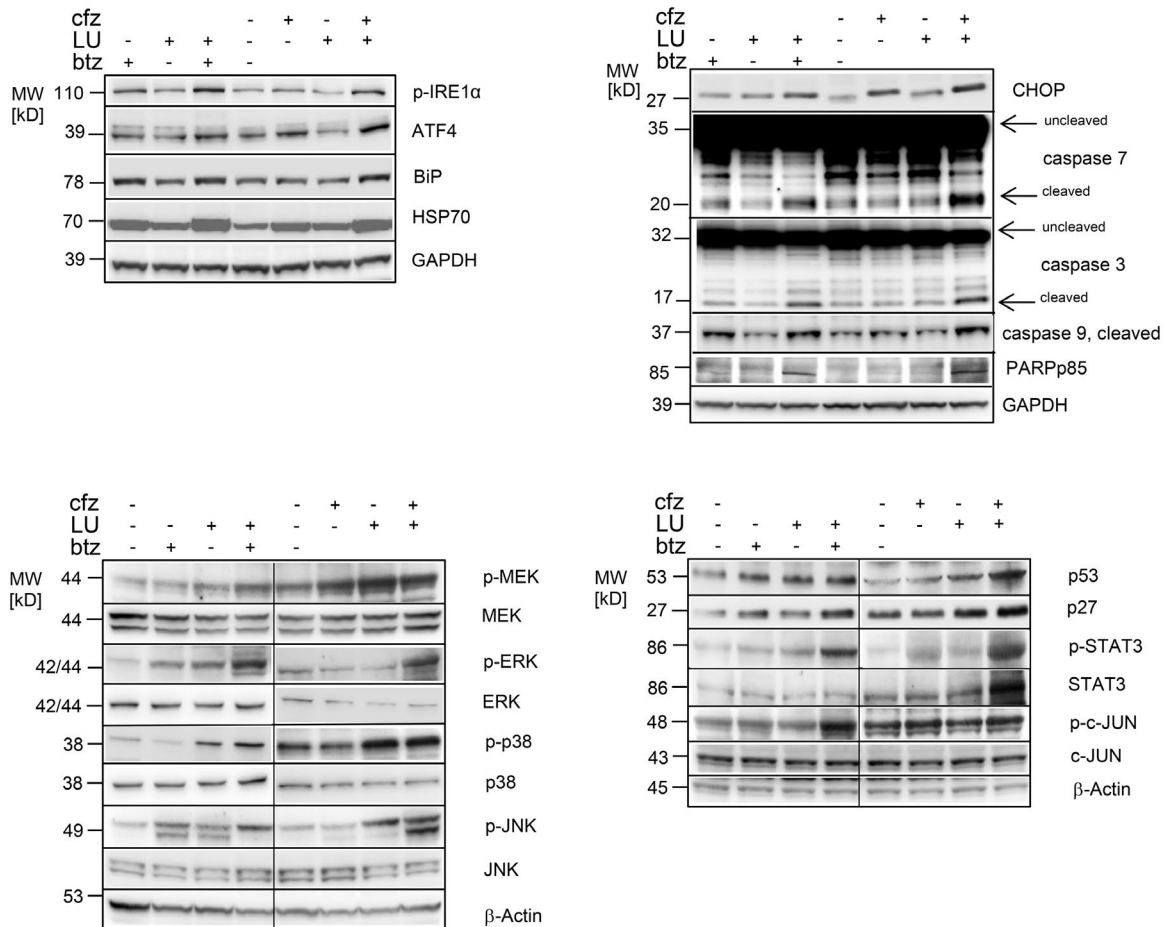 cfz - + - +
LU - + + - - + +
btz + - + -
MW
[kD]
110 p-IRE1α
39 ATF4
78 BiP
70 HSP70
39 GAPDH
cfz - + - +
LU - + + - - + +
btz + - + -
MW
[kD]
27 CHOP
35 uncleaved
caspase 7
20 cleaved
32 uncleaved
caspase 3
17 cleaved
37 caspase 9, cleaved
85 PARPp85
39 GAPDH
cfz - - + - +
LU - - + + - - + +
btz - + - + -
MW
[kD]
44 p-MEK
44 MEK
42/44 p-ERK
42/44 ERK
38 p-p38
38 p38
49 p-JNK
JNK
53
β-Actin
cfz - - + - +
LU - - + + - - + +
btz - + - + -
MW
[kD]
53 p53
27 p27
86 p-STAT3
86 STAT3
48 p-c-JUN
43 c-JUN
45 β-Actin